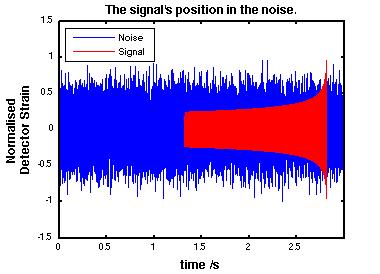 The signal's position in the noise.
Noise
Signal
Normalised
Detector Strain
1.5
1
0.5
0
-0.5
-1
-1.5
0 0.5 1 1.5 2 2.5
time /s